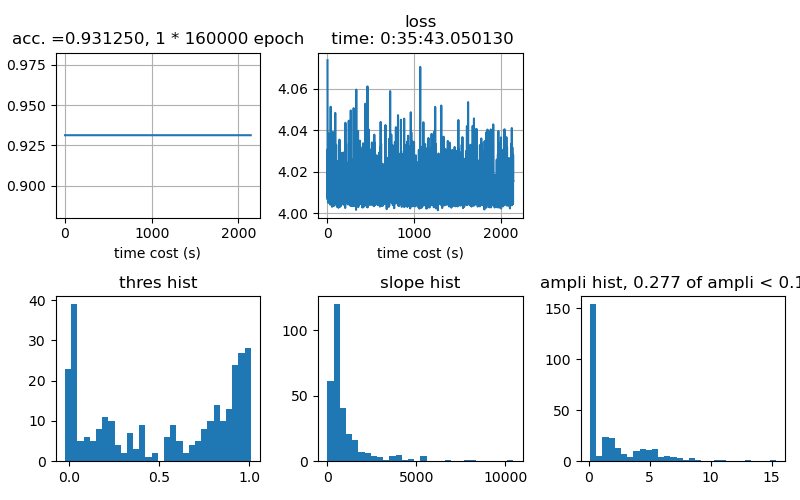 acc. =0.931250, 1 * 160000 epoch
loss
time: 0:35:43.050130
0.975
0.950
0.925
0.900
0 1000 2000
time cost (s)
4.06
4.04
4.02
4.00
0 1000 2000
time cost (s)
thres hist
40
30
20
10
0
0.0 0.5 1.0
slope hist
100
50
0
0 5000 10000
ampli hist, 0.277 of ampli < 0.1
150
100
50
0
0 5 10 15